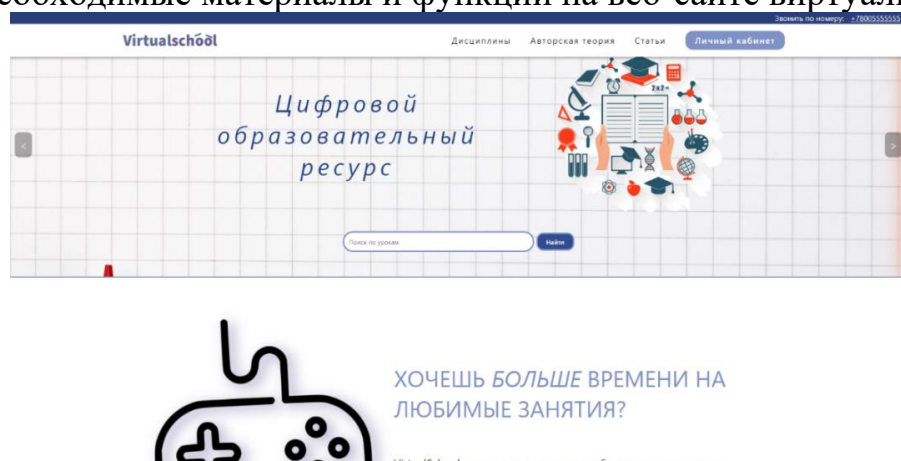 необходимые материалы и функции на веб-сайте
Звонить по номеру: +78005555555
Virtualschool
Дисциплины Авторская теория Статьи Личный кабинет
Цифровой
образовательный
ресурс
2x2=
< >
Поиск по урокам Найти
ХОЧЕШЬ БОЛЬШЕ ВРЕМЕНИ НА
ЛЮБИМЫЕ ЗАНЯТИЯ?